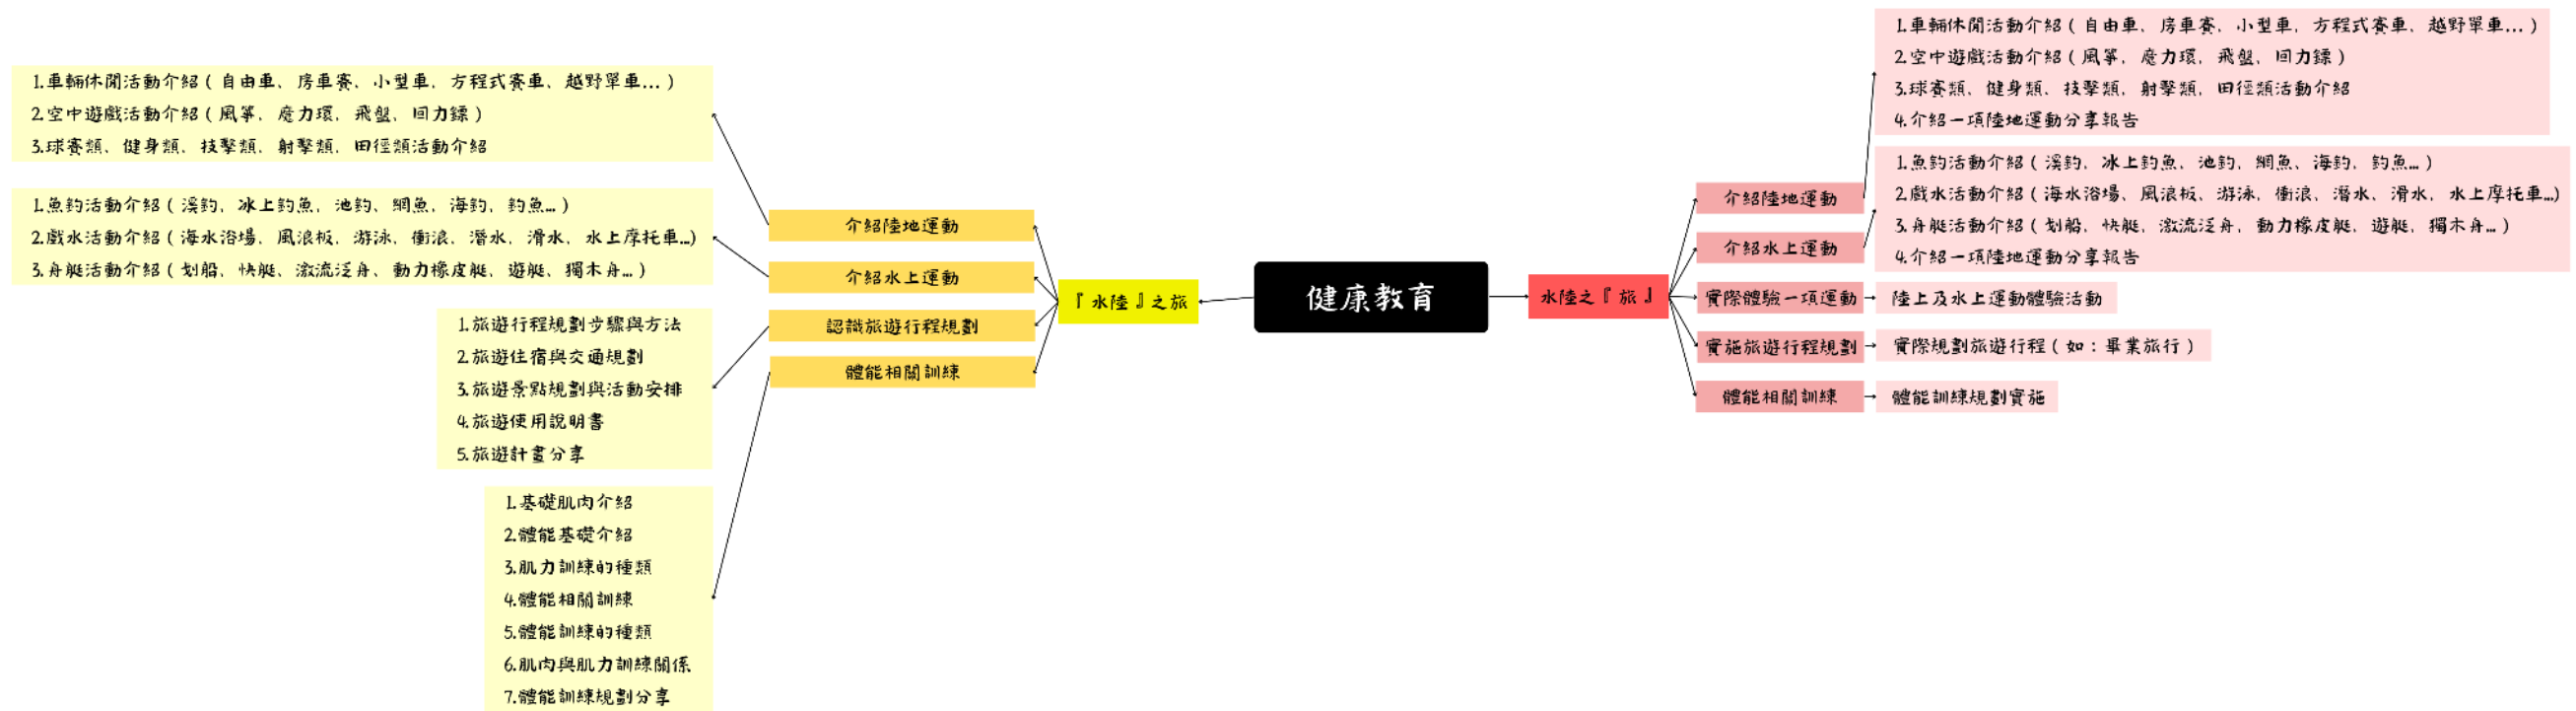 健康教育
『水陸』之旅
介紹陸地運動
1.車輛休閒活動介紹(自由車、房車賽、小型車、方程式賽車、越野單車...)
2.空中遊戲活動介紹(風箏、魔力環、飛盤、回力鏢)
3.球賽類、健身類、技擊類、射擊類、田徑類活動介紹
介紹水上運動
1.魚釣活動介紹(溪釣、冰上釣魚、池釣、網魚、海釣、釣魚...)
2.戲水活動介紹(海水浴場、風浪板、游泳、衝浪、潛水、滑水、水上摩托車...)
3.舟艇活動介紹(划船、快艇、激流泛舟、動力橡皮艇、遊艇、獨木舟...)
認識旅遊行程規劃
1.旅遊行程規劃步驟與方法
2.旅遊住宿與交通規劃
3.旅遊景點規劃與活動安排
4.旅遊使用說明書
5.旅遊計畫分享
體能相關訓練
1.基礎肌肉介紹
2.體能基礎介紹
3.肌力訓練的種類
4.體能相關訓練
5.體能訓練的種類
6.肌肉與肌力訓練關係
7.體能訓練規劃分享
水陸之『旅』
介紹陸地運動
1.車輛休閒活動介紹(自由車、房車賽、小型車、方程式賽車、越野單車...)
2.空中遊戲活動介紹(風箏、魔力環、飛盤、回力鏢)
3.球賽類、健身類、技擊類、射擊類、田徑類活動介紹
4.介紹一項陸地運動分享報告
介紹水上運動
1.魚釣活動介紹(溪釣、冰上釣魚、池釣、網魚、海釣、釣魚...)
2.戲水活動介紹(海水浴場、風浪板、游泳、衝浪、潛水、滑水、水上摩托車...)
3.舟艇活動介紹(划船、快艇、激流泛舟、動力橡皮艇、遊艇、獨木舟...)
4.介紹一項陸地運動分享報告
實際體驗一項運動
陸上及水上運動體驗活動
實施旅遊行程規劃
實際規劃旅遊行程(如:畢業旅行)
體能相關訓練
體能訓練規劃實施